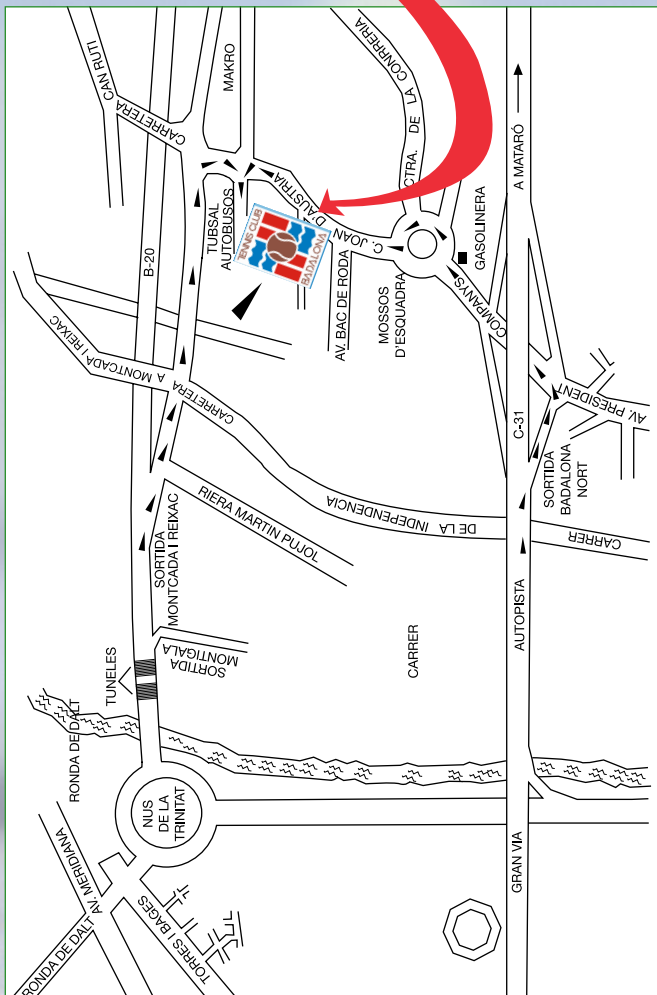 CAN RUTI
CARRETERA
MAKRO
B-20
CTRA. DE LA CONRERIA
A MATARÓ
TUBSAL
AUTOBUSOS
C. JOAN D'AUSTRIA
TENNIS CLUB
BADALONA
GASOLINERA
AV. BAC DE RODA
MOSSOS
D'ESQUADRA
COMPANYS
AV. PRESIDENT
CARRETERA A MONTCADA I REIXAC
C-31
SORTIDA
BADALONA
NORT
SORTIDA
MONTCADA I REIXAC
RIERA MARTIN PUJOL
DE LA INDEPENDENCIA
CARRER
AUTOPISTA
CARRER
SORTIDA
MONTIGALA
TUNELES
RONDA DE DALT
NUS
DE LA
TRINITAT
AV. MERIDIANA
RONDA DE DALT
TORRES I BAGES
GRAN VIA